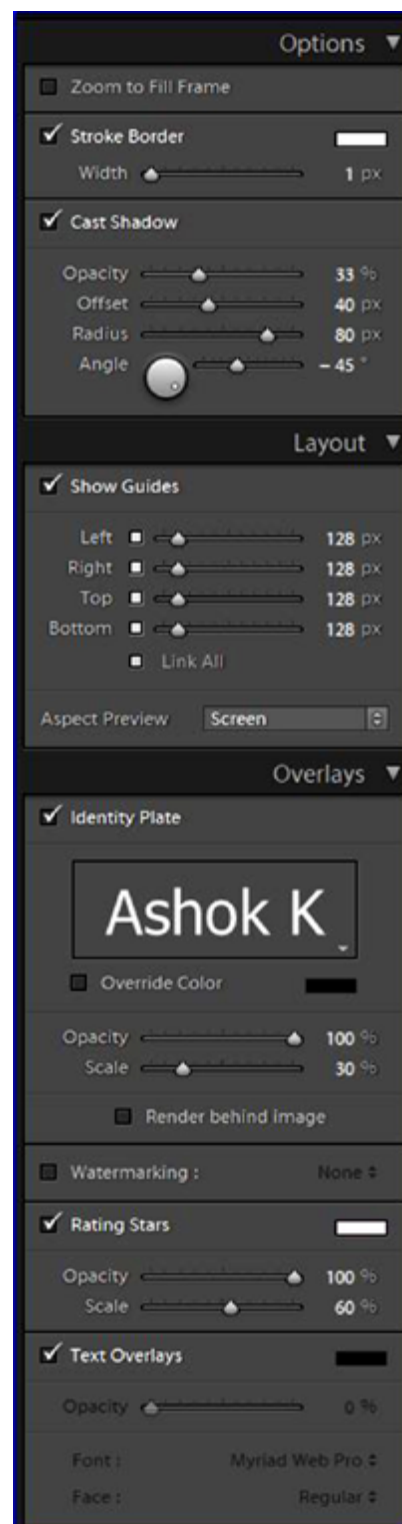 Options
Zoom to Fill Frame
Stroke Border
Width 1 px
Cast Shadow
Opacity 33 %
Offset 40 px
Radius 80 px
Angle - 45 °
Layout
Show Guides
Left 128 px
Right 128 px
Top 128 px
Bottom 128 px
Link All
Aspect Preview Screen
Overlays
Identity Plate
Ashok K
Override Color
Opacity 100 %
Scale 30 %
Render behind image
Watermarking : None
Rating Stars
Opacity 100 %
Scale 60 %
Text Overlays
Opacity 0 %
Font : Myriad Web Pro
Face : Regular